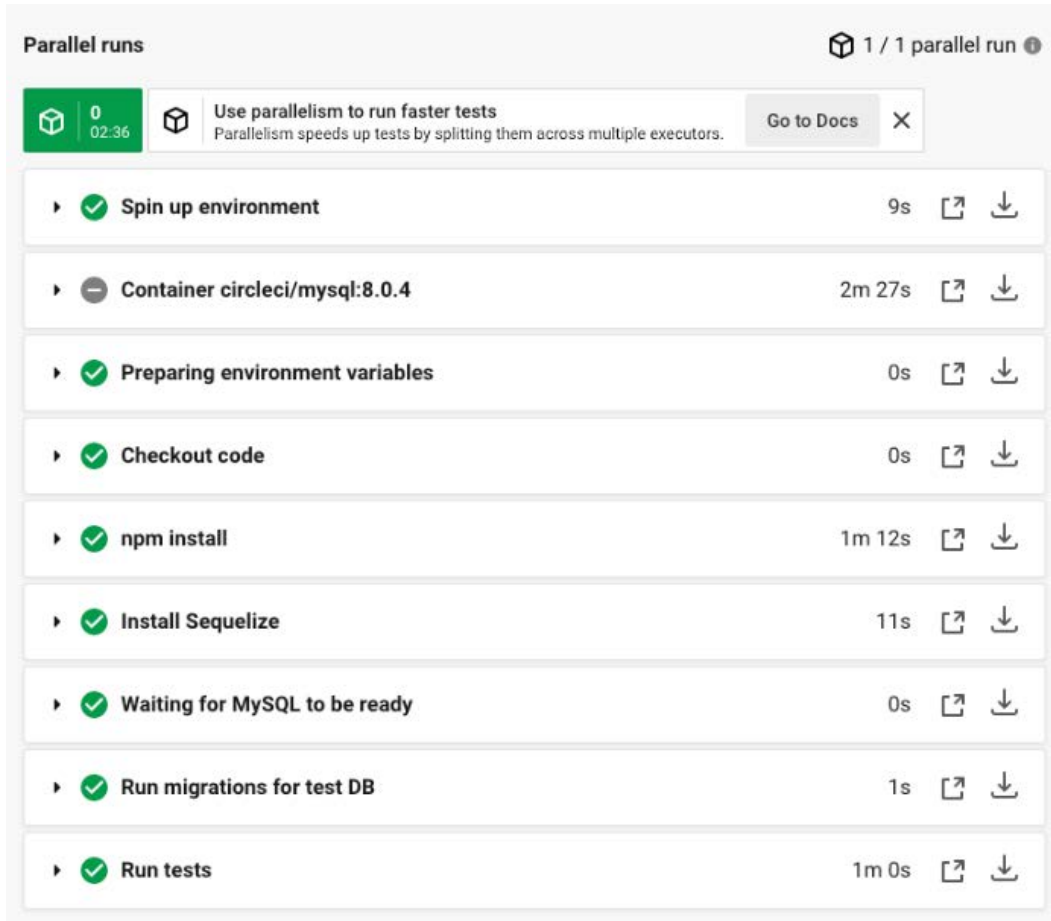 Parallel runs
1 / 1 parallel run
0
02:36
Use parallelism to run faster tests
Parallelism speeds up tests by splitting them across multiple executors.
Go to Docs
Spin up environment 9s
Container circleci/mysql:8.0.4 2m 27s
Preparing environment variables 0s
Checkout code 0s
npm install 1m 12s
Install Sequelize 11s
Waiting for MySQL to be ready 0s
Run migrations for test DB 1s
Run tests 1m 0s